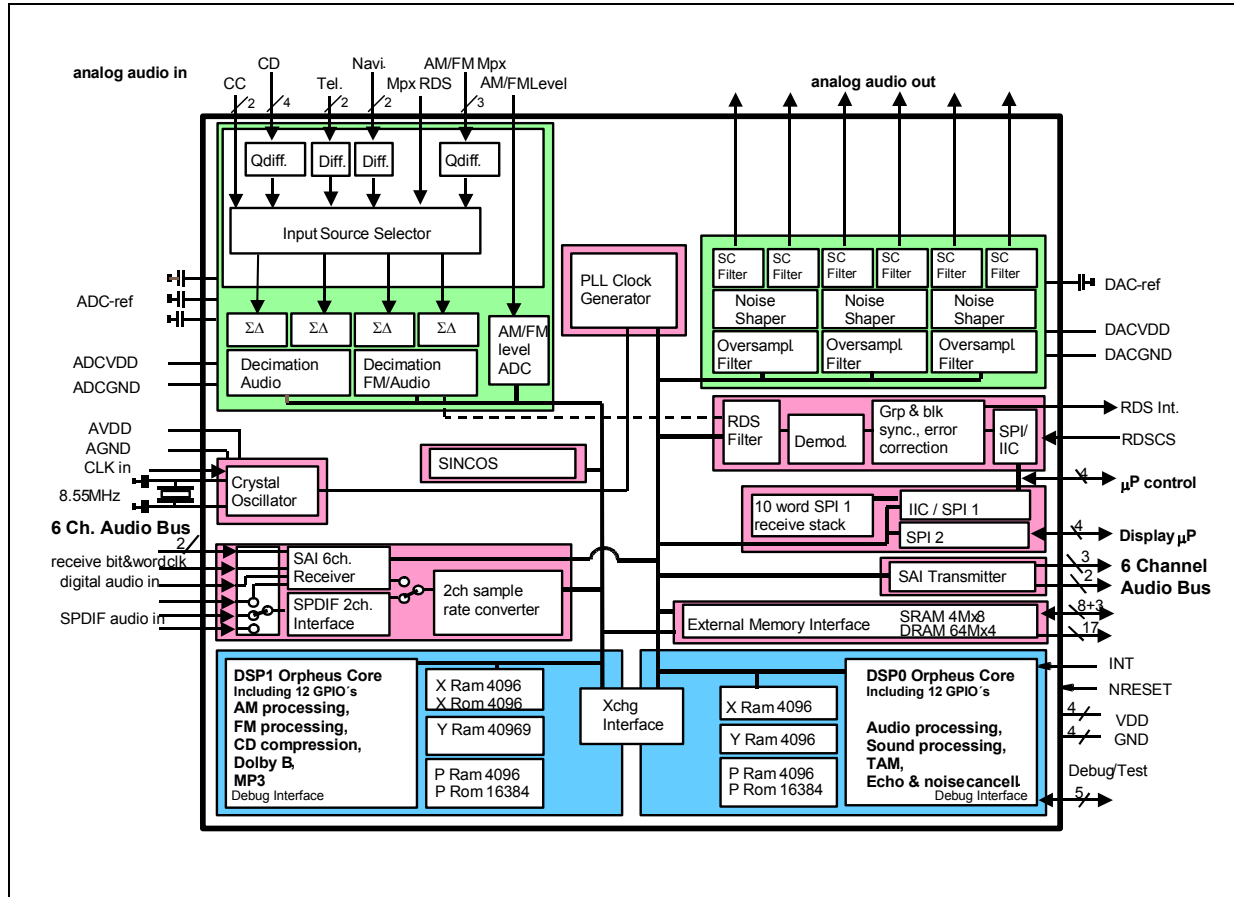 analog audio in
CC
CD
Tel.
Navi.
Mpx RDS
AM/FM Mpx
AM/FM Level
2
4
2
2
3
analog audio out
Qdiff.
Diff.
Diff.
Qdiff.
Input Source Selector
ΣΔ
ΣΔ
ΣΔ
ΣΔ
AM/FM
level
ADC
Decimation
Audio
Decimation
FM/Audio
ADC-ref
ADCVDD
ADCGND
PLL Clock
Generator
SC
Filter
SC
Filter
SC
Filter
SC
Filter
SC
Filter
SC
Filter
Noise
Shaper
Noise
Shaper
Noise
Shaper
Oversampl.
Filter
Oversampl.
Filter
Oversampl.
Filter
DAC-ref
DACVDD
DACGND
RDS
Filter
Demod.
Grp & blk
sync., error
correction
SPI/
IIC
RDS Int.
RDSCS
AVDD
AGND
CLK in
8.55MHz
Crystal
Oscillator
SINCOS
10 word SPI 1
receive stack
IIC / SPI 1
SPI 2
4
µP control
4
Display µP
6 Ch. Audio Bus
2
receive bit&wordclk
digital audio in
SPDIF audio in
SAI 6ch.
Receiver
SPDIF 2ch.
Interface
2ch sample
rate converter
SAI Transmitter
3
2
6 Channel
Audio Bus
External Memory Interface
SRAM 4Mx8
DRAM 64Mx4
8+3
17
DSP1 Orpheus Core
Including 12 GPIO´s
AM processing,
FM processing,
CD compression,
Dolby B,
MP3
Debug Interface
X Ram 4096
X Rom 4096
Y Ram 40969
P Ram 4096
P Rom 16384
Xchg
Interface
X Ram 4096
Y Ram 4096
P Ram 4096
P Rom 16384
DSP0 Orpheus Core
Including 12 GPIO´s
Audio processing,
Sound processing,
TAM,
Echo & noise cancell.
Debug Interface
INT
NRESET
4
VDD
4
GND
Debug/Test
5